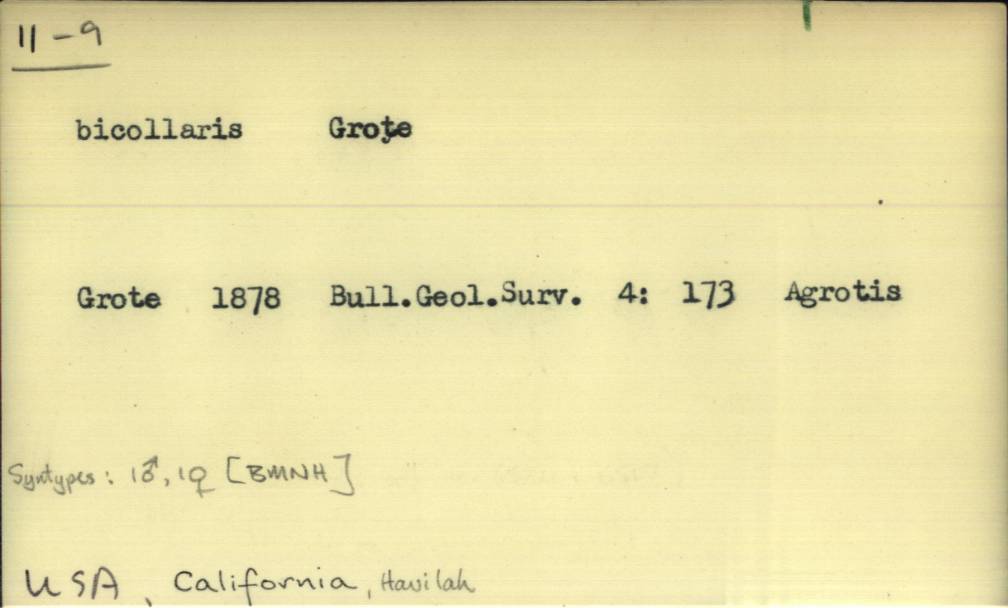 11-9
bicollaris Grote
Grote 1878 Bull.Geol.Surv. 4: 173 Agrotis
Syntypes: 1♂, 1♀ [BMNH]
USA, California, Havilah